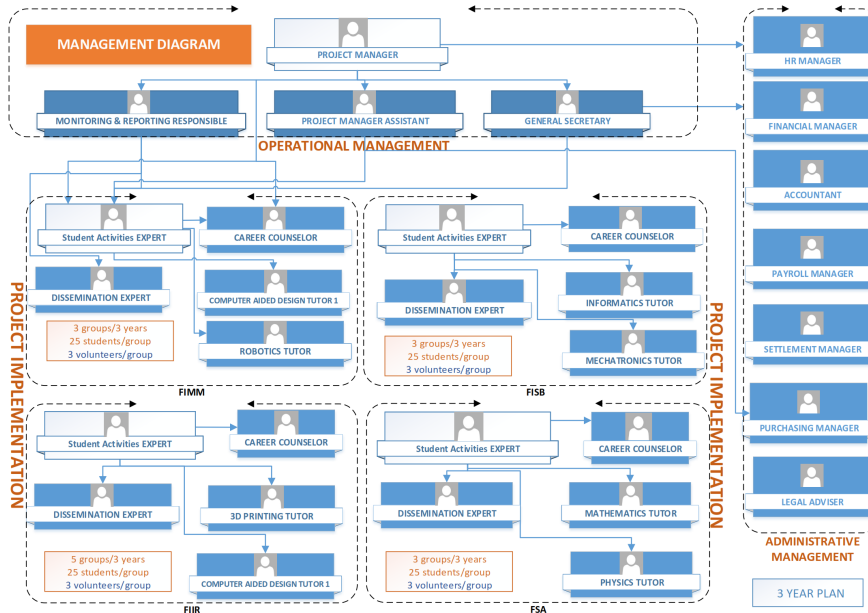 MANAGEMENT DIAGRAM
PROJECT MANAGER
MONITORING & REPORTING RESPONSIBLE
PROJECT MANAGER ASSISTANT
GENERAL SECRETARY
OPERATIONAL MANAGEMENT
HR MANAGER
FINANCIAL MANAGER
ACCOUNTANT
PAYROLL MANAGER
SETTLEMENT MANAGER
PURCHASING MANAGER
LEGAL ADVISER
ADMINISTRATIVE
MANAGEMENT
3 YEAR PLAN
PROJECT IMPLEMENTATION
Student Activities EXPERT
CAREER COUNSELOR
DISSEMINATION EXPERT
COMPUTER AIDED DESIGN TUTOR 1
ROBOTICS TUTOR
3 groups/3 years
25 students/group
3 volunteers/group
FIMM
Student Activities EXPERT
CAREER COUNSELOR
DISSEMINATION EXPERT
INFORMATICS TUTOR
MECHATRONICS TUTOR
3 groups/3 years
25 students/group
3 volunteers/group
FISB
PROJECT IMPLEMENTATION
Student Activities EXPERT
CAREER COUNSELOR
DISSEMINATION EXPERT
3D PRINTING TUTOR
COMPUTER AIDED DESIGN TUTOR 1
5 groups/3 years
25 students/group
3 volunteers/group
FIIR
Student Activities EXPERT
CAREER COUNSELOR
DISSEMINATION EXPERT
MATHEMATICS TUTOR
PHYSICS TUTOR
3 groups/3 years
25 students/group
3 volunteers/group
FSA